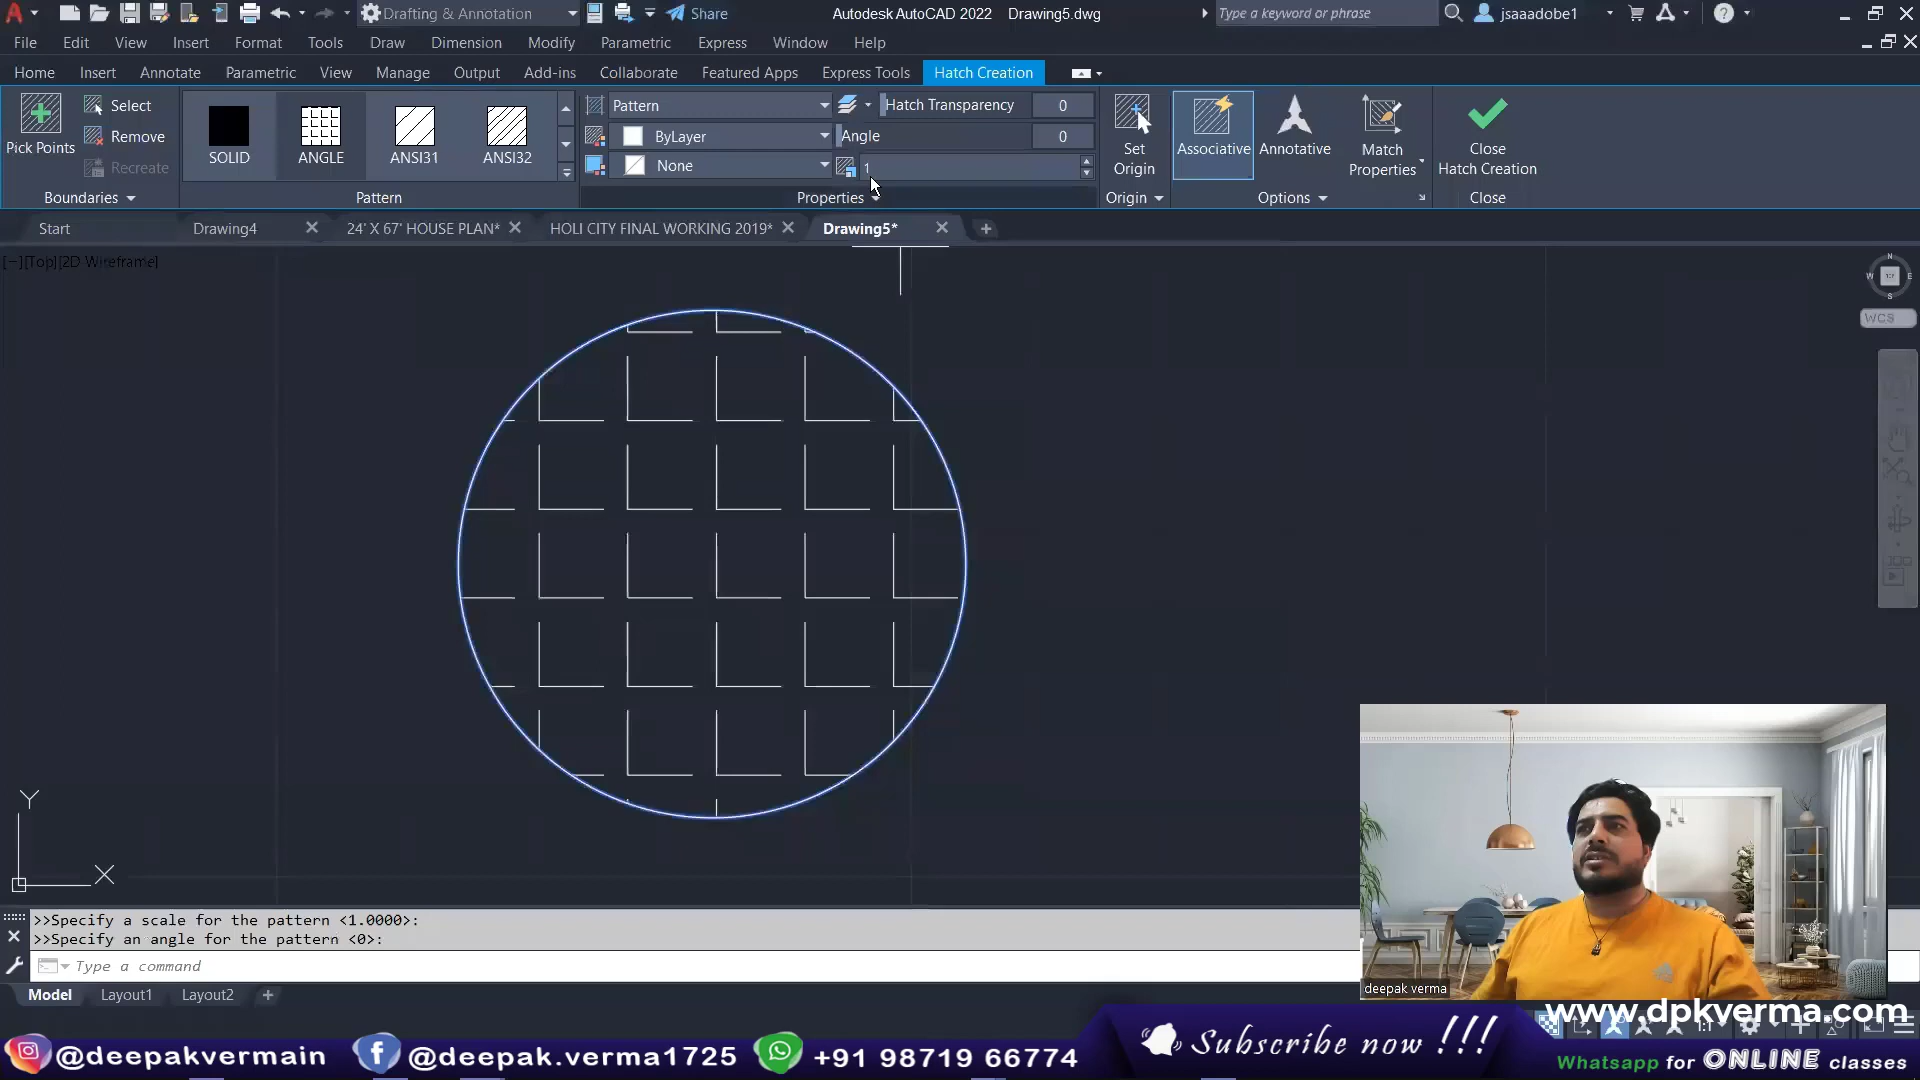 Drafting & Annotation
Share
Autodesk AutoCAD 2022 Drawing5.dwg
Type a keyword or phrase
jsaaadobe1
File Edit View Insert Format Tools Draw Dimension Modify Parametric Express Window Help
Home Insert Annotate Parametric View Manage Output Add-ins Collaborate Featured Apps Express Tools Hatch Creation
Pick Points
Select
Remove
Recreate
SOLID ANGLE ANSI31 ANSI32
Pattern
ByLayer
None
Hatch Transparency 0
Angle 0
1
Set Origin
Associative
Annotative
Match Properties
Close Hatch Creation
Boundaries Pattern Properties Origin Options Close
Start Drawing4 24' X 67' HOUSE PLAN* HOLI CITY FINAL WORKING 2019* Drawing5*
[−][Top][2D Wireframe]
N
W E
S
WCS
Y
X
>>Specify a scale for the pattern <1.0000>:
>>Specify an angle for the pattern <0>:
Type a command
Model Layout1 Layout2
deepak verma
www.dpkverma.com
@deepakvermain @deepak.verma1725 +91 98719 66774
Subscribe now !!!
Whatsapp for ONLINE classes